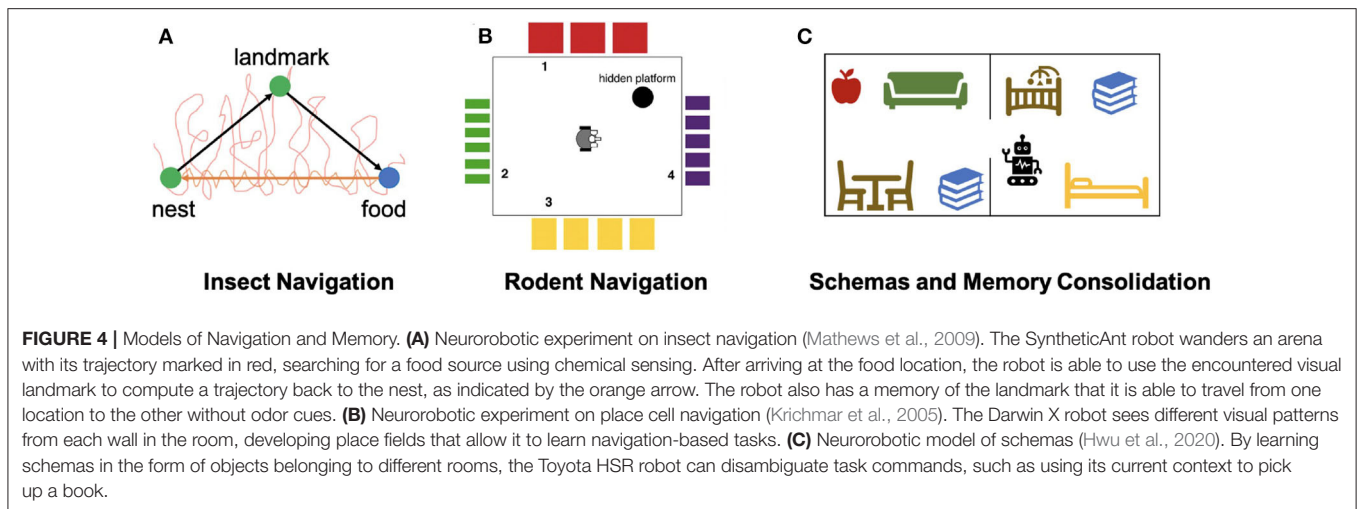 A
landmark
nest
food
Insect Navigation
B
1
hidden platform
2
4
3
Rodent Navigation
C
Schemas and Memory Consolidation
FIGURE 4 | Models of Navigation and Memory. (A) Neurorobotic experiment on insect navigation (Mathews et al., 2009). The SyntheticAnt robot wanders an arena
with its trajectory marked in red, searching for a food source using chemical sensing. After arriving at the food location, the robot is able to use the encountered visual
landmark to compute a trajectory back to the nest, as indicated by the orange arrow. The robot also has a memory of the landmark that it is able to travel from one
location to the other without odor cues. (B) Neurorobotic experiment on place cell navigation (Krichmar et al., 2005). The Darwin X robot sees different visual patterns
from each wall in the room, developing place fields that allow it to learn navigation-based tasks. (C) Neurorobotic model of schemas (Hwu et al., 2020). By learning
schemas in the form of objects belonging to different rooms, the Toyota HSR robot can disambiguate task commands, such as using its current context to pick
up a book.